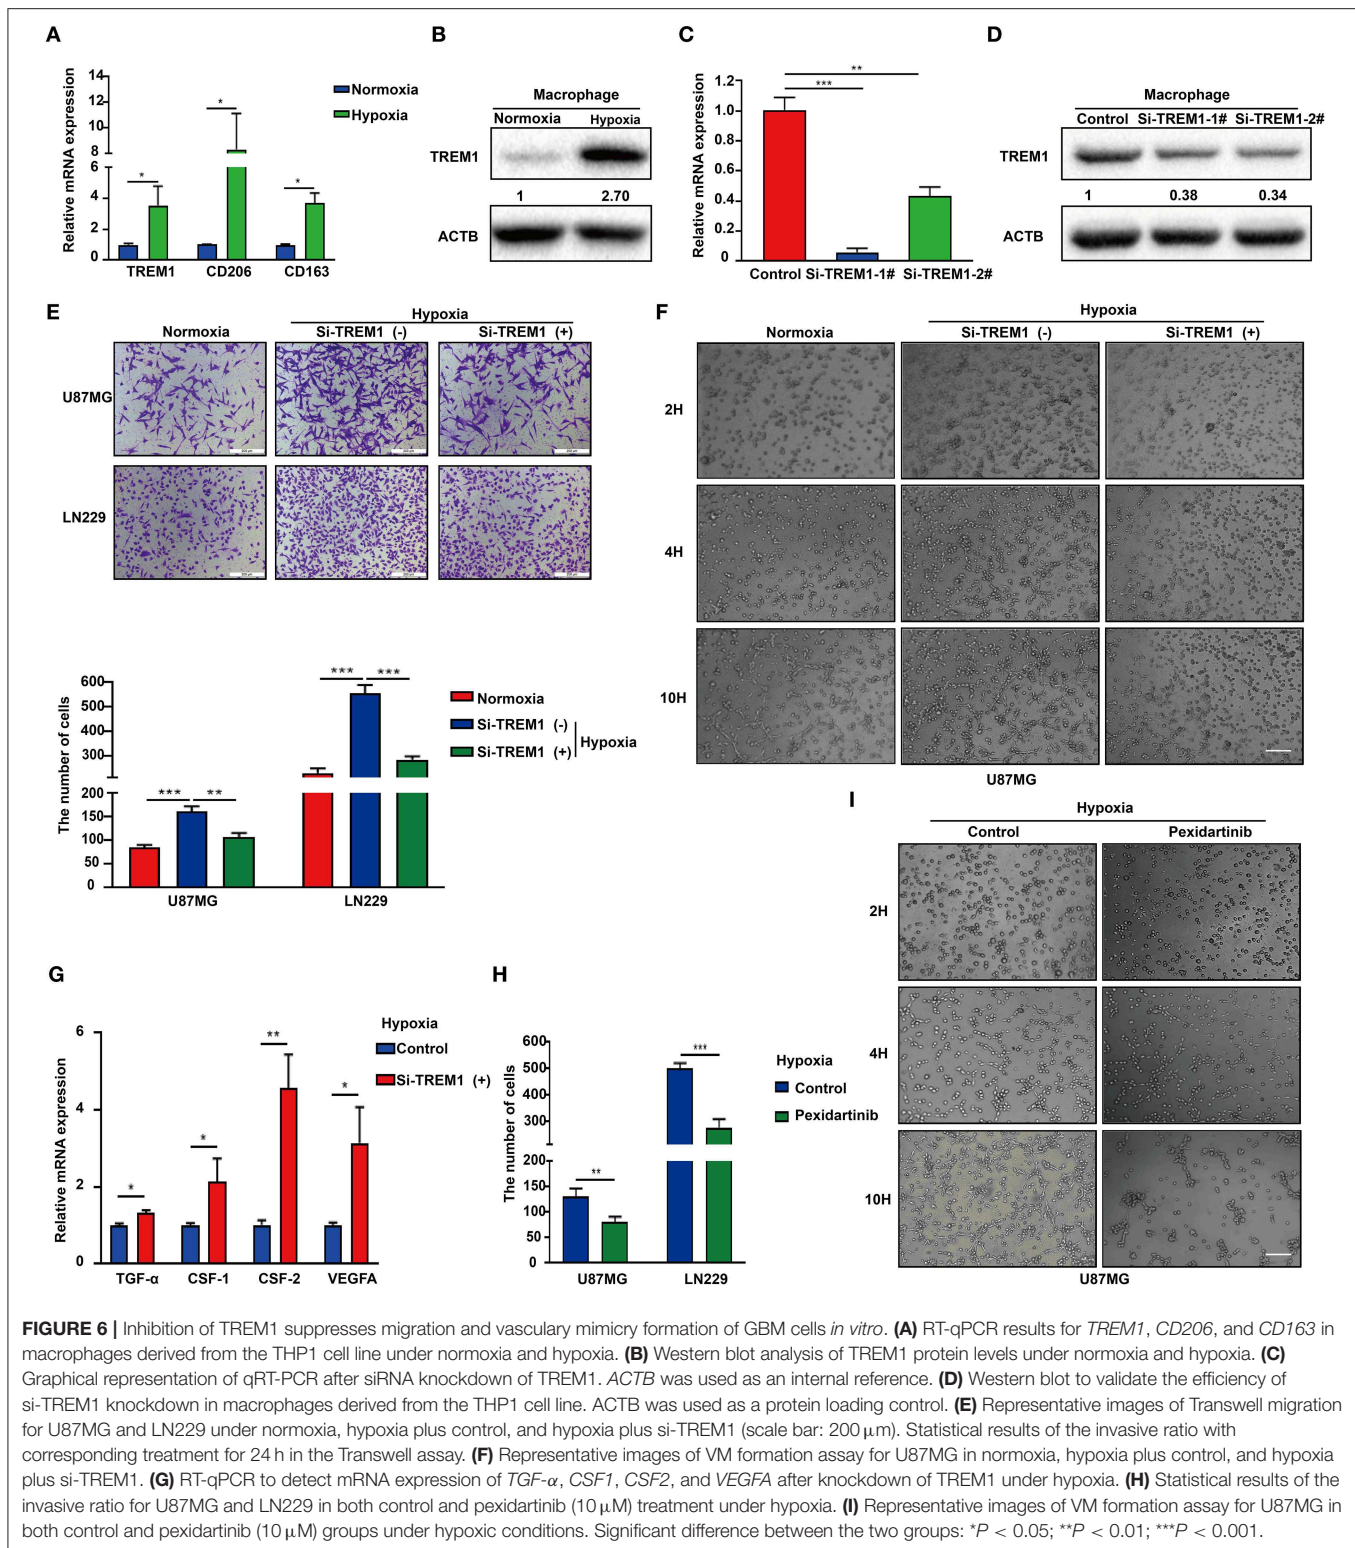 A
Relative mRNA expression
14
12
10
8
6
4
2
0
*
*
*
TREM1 CD206 CD163
Normoxia
Hypoxia
B
Macrophage
Normoxia Hypoxia
TREM1
1 2.70
ACTB
C
Relative mRNA expression
1.2
1.0
0.8
0.6
0.4
0.2
0
**
***
Control Si-TREM1-1# Si-TREM1-2#
D
Macrophage
Control Si-TREM1-1# Si-TREM1-2#
TREM1
1 0.38 0.34
ACTB
E
Hypoxia
Normoxia Si-TREM1 (-) Si-TREM1 (+)
U87MG
LN229
The number of cells
600
500
400
300
200
150
100
50
0
*** **
*** ***
U87MG LN229
Normoxia
Si-TREM1 (-)
Si-TREM1 (+)
Hypoxia
F
Hypoxia
Normoxia Si-TREM1 (-) Si-TREM1 (+)
2H
4H
10H
U87MG
G
Relative mRNA expression
6
4
2
0
*
*
**
*
TGF-α CSF-1 CSF-2 VEGFA
Hypoxia
Control
Si-TREM1 (+)
H
The number of cells
600
500
400
300
200
150
100
50
0
**
***
U87MG LN229
Hypoxia
Control
Pexidartinib
I
Hypoxia
Control Pexidartinib
2H
4H
10H
U87MG
FIGURE 6 | Inhibition of TREM1 suppresses migration and vasculary mimicry formation of GBM cells in vitro. (A) RT-qPCR results for TREM1, CD206, and CD163 in
macrophages derived from the THP1 cell line under normoxia and hypoxia. (B) Western blot analysis of TREM1 protein levels under normoxia and hypoxia. (C)
Graphical representation of qRT-PCR after siRNA knockdown of TREM1. ACTB was used as an internal reference. (D) Western blot to validate the efficiency of
si-TREM1 knockdown in macrophages derived from the THP1 cell line. ACTB was used as a protein loading control. (E) Representative images of Transwell migration
for U87MG and LN229 under normoxia, hypoxia plus control, and hypoxia plus si-TREM1 (scale bar: 200 μm). Statistical results of the invasive ratio with
corresponding treatment for 24 h in the Transwell assay. (F) Representative images of VM formation assay for U87MG in normoxia, hypoxia plus control, and hypoxia
plus si-TREM1. (G) RT-qPCR to detect mRNA expression of TGF-α, CSF1, CSF2, and VEGFA after knockdown of TREM1 under hypoxia. (H) Statistical results of the
invasive ratio for U87MG and LN229 in both control and pexidartinib (10 μM) treatment under hypoxia. (I) Representative images of VM formation assay for U87MG in
both control and pexidartinib (10 μM) groups under hypoxic conditions. Significant difference between the two groups: *P < 0.05; **P < 0.01; ***P < 0.001.